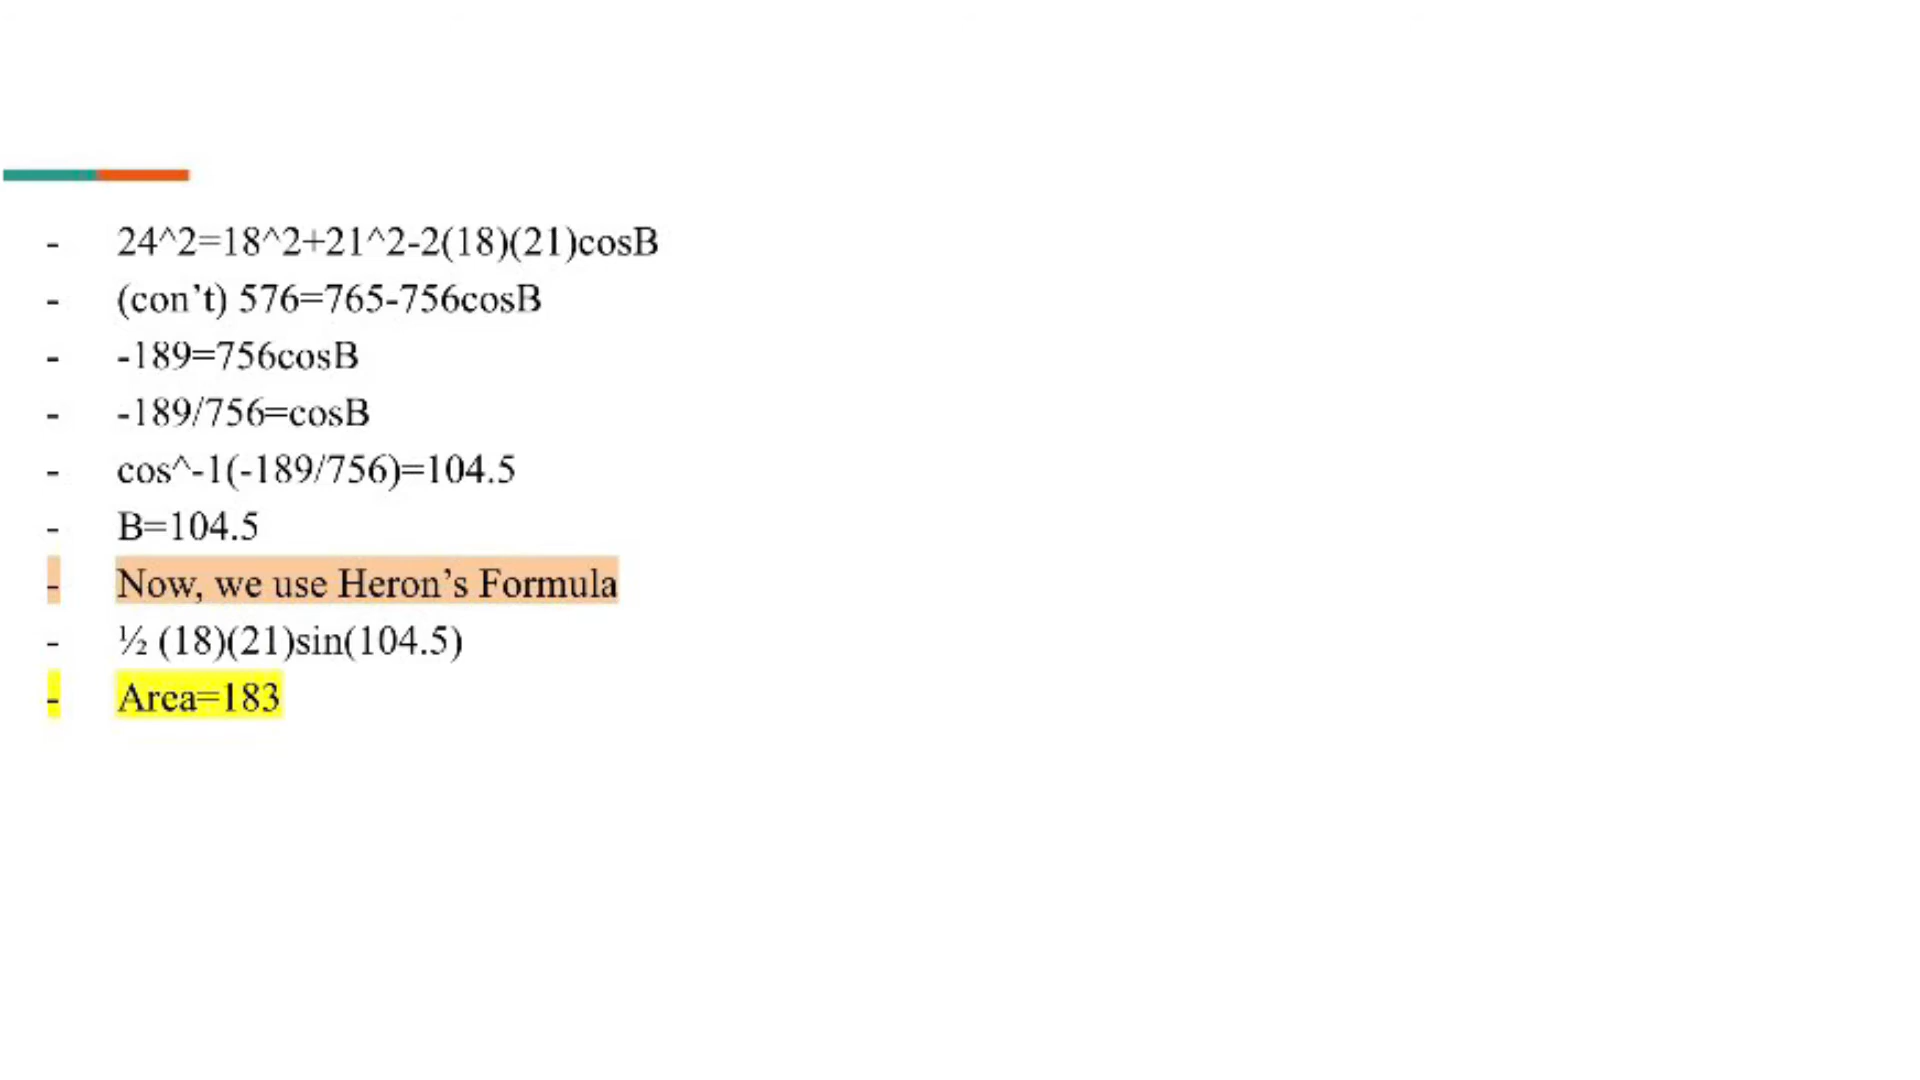 - 24^2=18^2+21^2-2(18)(21)cosB
- (con’t) 576=765-756cosB
- -189=756cosB
- -189/756=cosB
- cos^-1(-189/756)=104.5
- B=104.5
- Now, we use Heron’s Formula
- ½ (18)(21)sin(104.5)
- Area=183